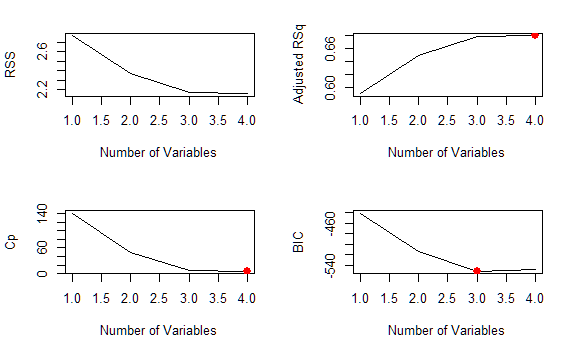 RSS
2.6
2.2
1.0 1.5 2.0 2.5 3.0 3.5 4.0
Number of Variables
Adjusted RSq
0.66
0.60
1.0 1.5 2.0 2.5 3.0 3.5 4.0
Number of Variables
Cp
140
60
0
1.0 1.5 2.0 2.5 3.0 3.5 4.0
Number of Variables
BIC
-460
-540
1.0 1.5 2.0 2.5 3.0 3.5 4.0
Number of Variables